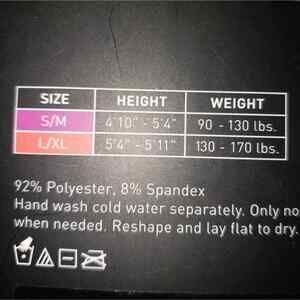 SIZE HEIGHT WEIGHT
S/M 4'10" - 5'4" 90 - 130 lbs.
L/XL 5'4" - 5'11" 130 - 170 lbs.
92% Polyester, 8% Spandex
Hand wash cold water separately. Only no
when needed. Reshape and lay flat to dry.